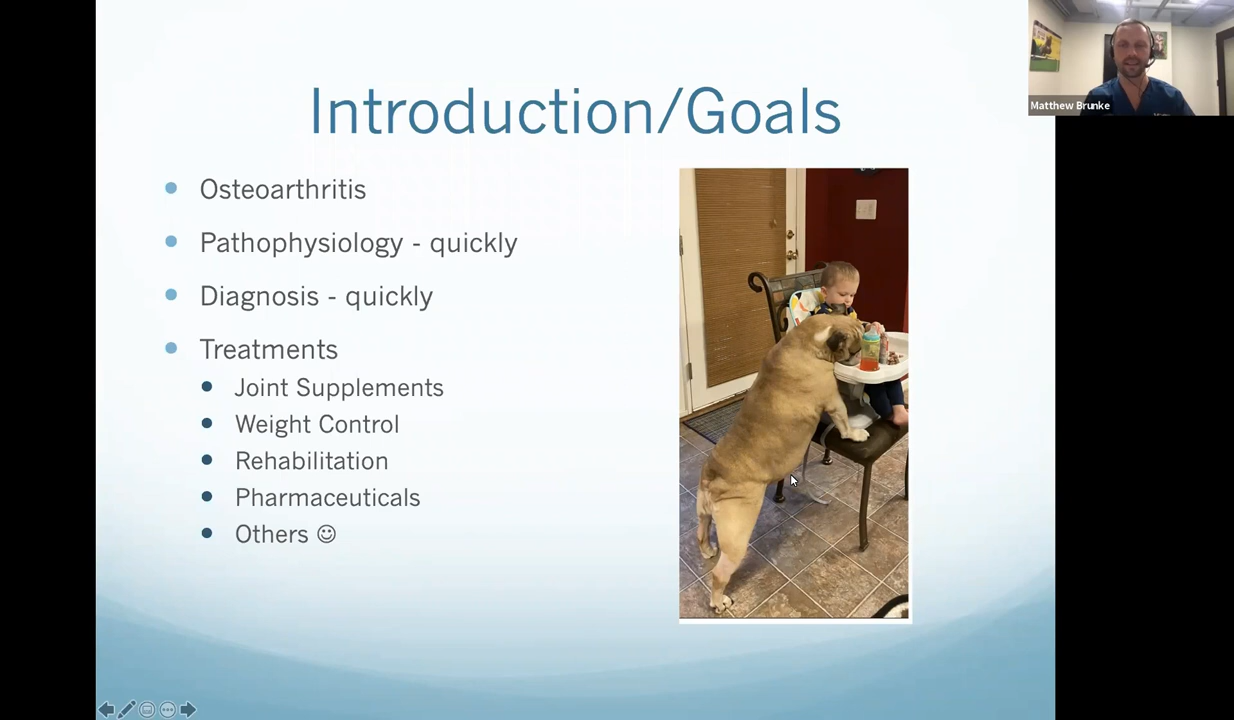 Introduction/Goals
Osteoarthritis
Pathophysiology - quickly
Diagnosis - quickly
Treatments
Joint Supplements
Weight Control
Rehabilitation
Pharmaceuticals
Others ☺
Matthew Brunke